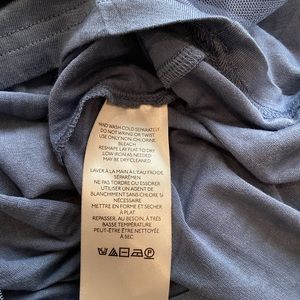 HAND WASH COLD SEPARATELY
DO NOT WRING OR TWIST
USE ONLY NON-CHLORINE
BLEACH
RESHAPE LAY FLAT TO DRY
LOW IRON AS NEEDED
MAY BE DRY CLEANED
LAVER À LA MAIN À L'EAU FROIDE
SÉPARÉMENT
NE PAS TORDRE OU ESSORER
UTILISER UN AGENT DE
BLANCHIMENT SANS CHLORE SI
NÉCESSAIRE
METTRE EN FORME ET SÉCHER
À PLAT
REPASSER, AU BESOIN, À TRÈS
BASSE TEMPÉRATURE
PEUT-ÊTRE ÊTRE NETTOYÉE
À SEC